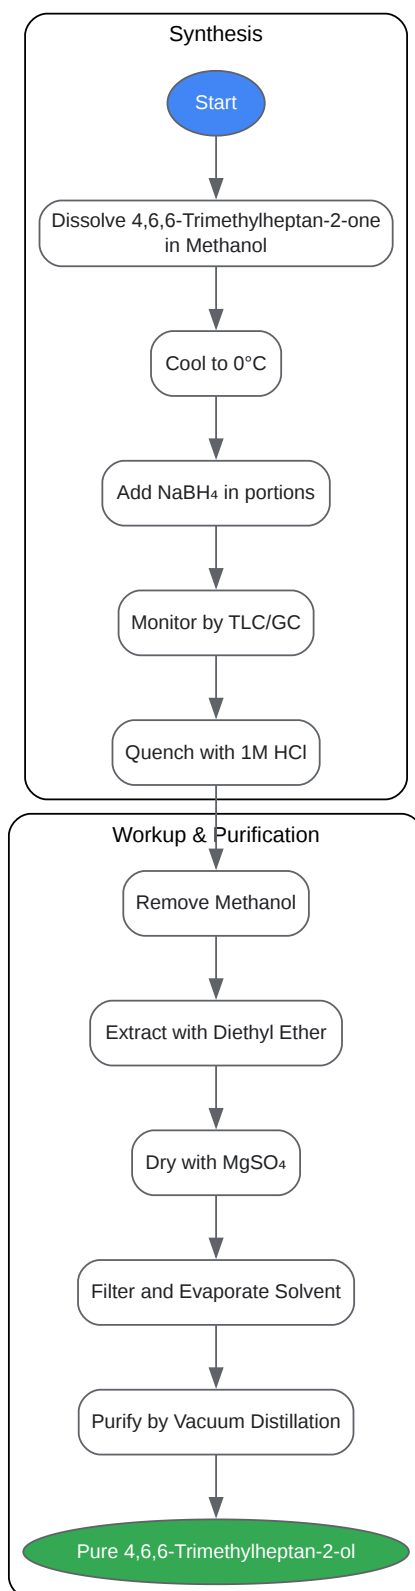 Synthesis
Start
Dissolve 4,6,6-Trimethylheptan-2-one
in Methanol
Cool to 0°C
Add NaBH₄ in portions
Monitor by TLC/GC
Quench with 1M HCl
Workup & Purification
Remove Methanol
Extract with Diethyl Ether
Dry with MgSO₄
Filter and Evaporate Solvent
Purify by Vacuum Distillation
Pure 4,6,6-Trimethylheptan-2-ol